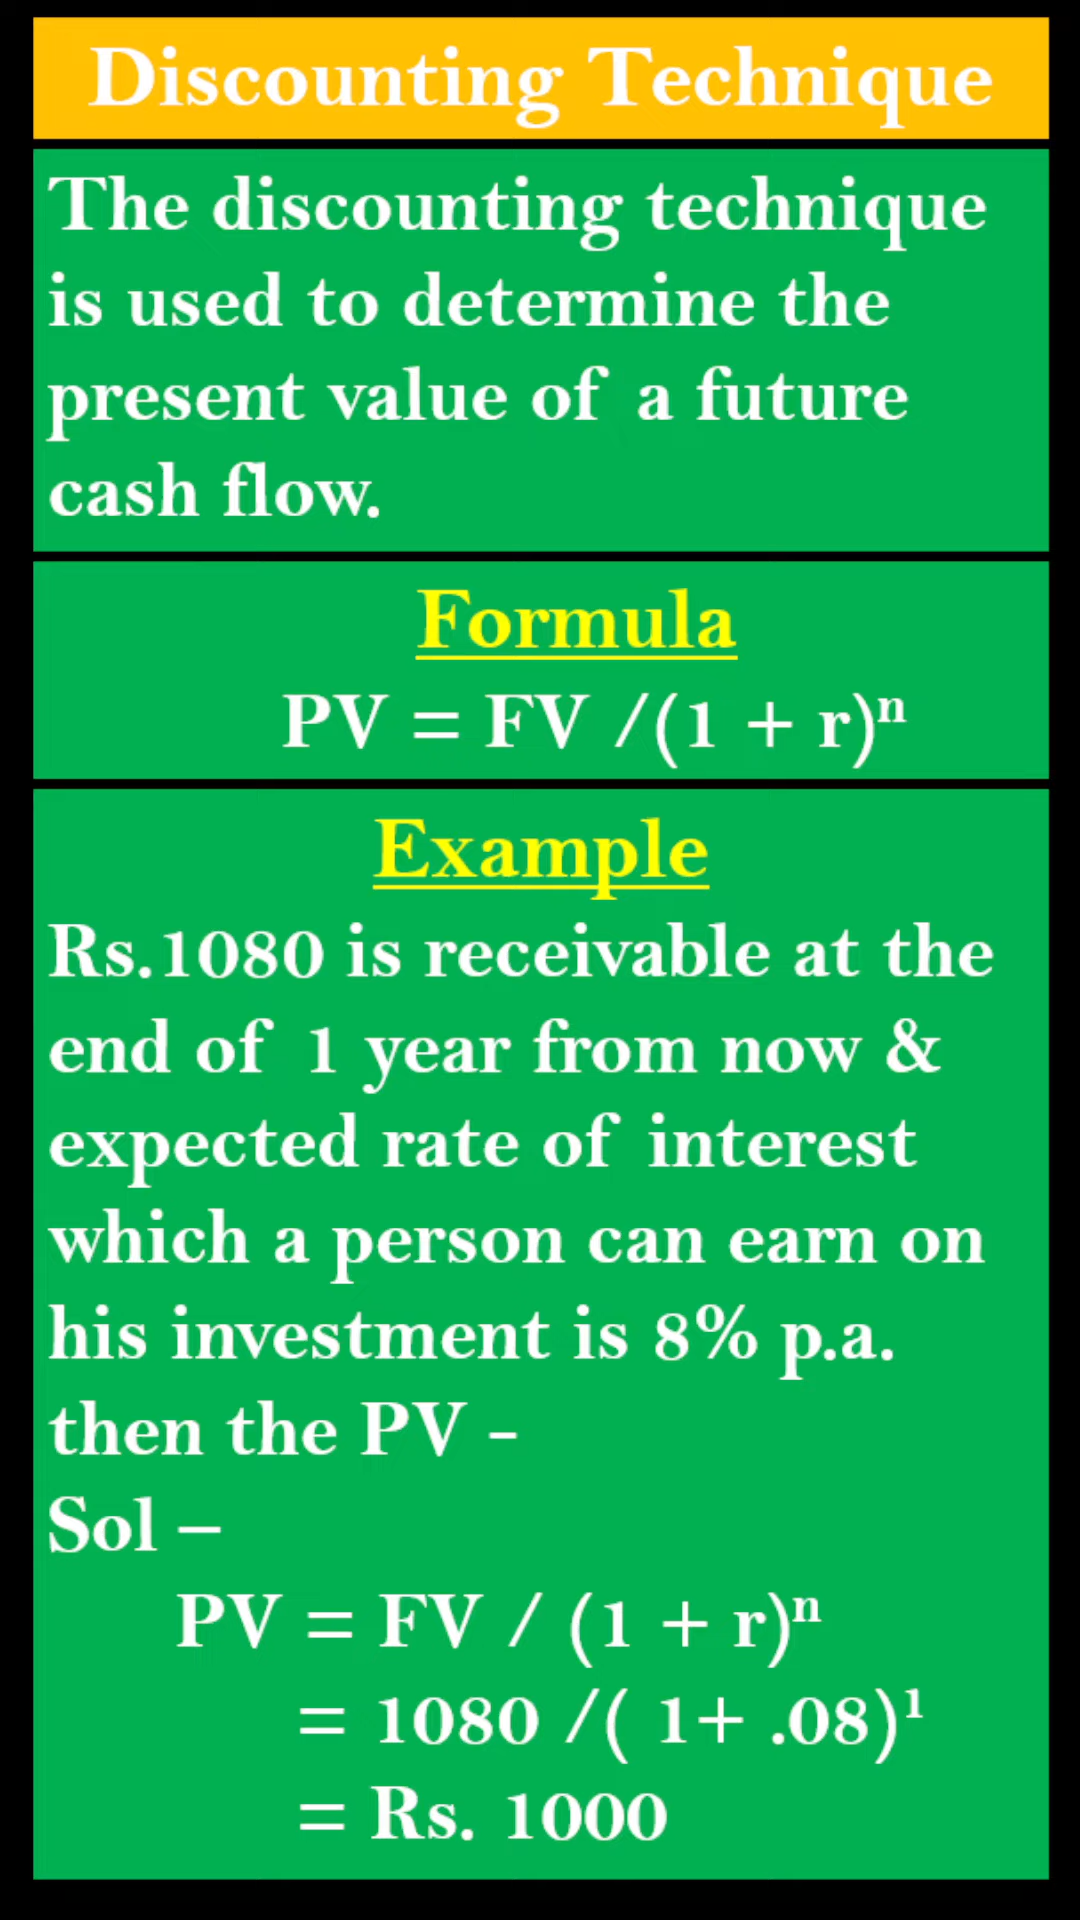 Discounting Technique
The discounting technique
is used to determine the
present value of a future
cash flow.
Formula
PV = FV /(1 + r)ⁿ
Example
Rs.1080 is receivable at the
end of 1 year from now &
expected rate of interest
which a person can earn on
his investment is 8% p.a.
then the PV -
Sol –
PV = FV / (1 + r)ⁿ
= 1080 /( 1+ .08)¹
= Rs. 1000